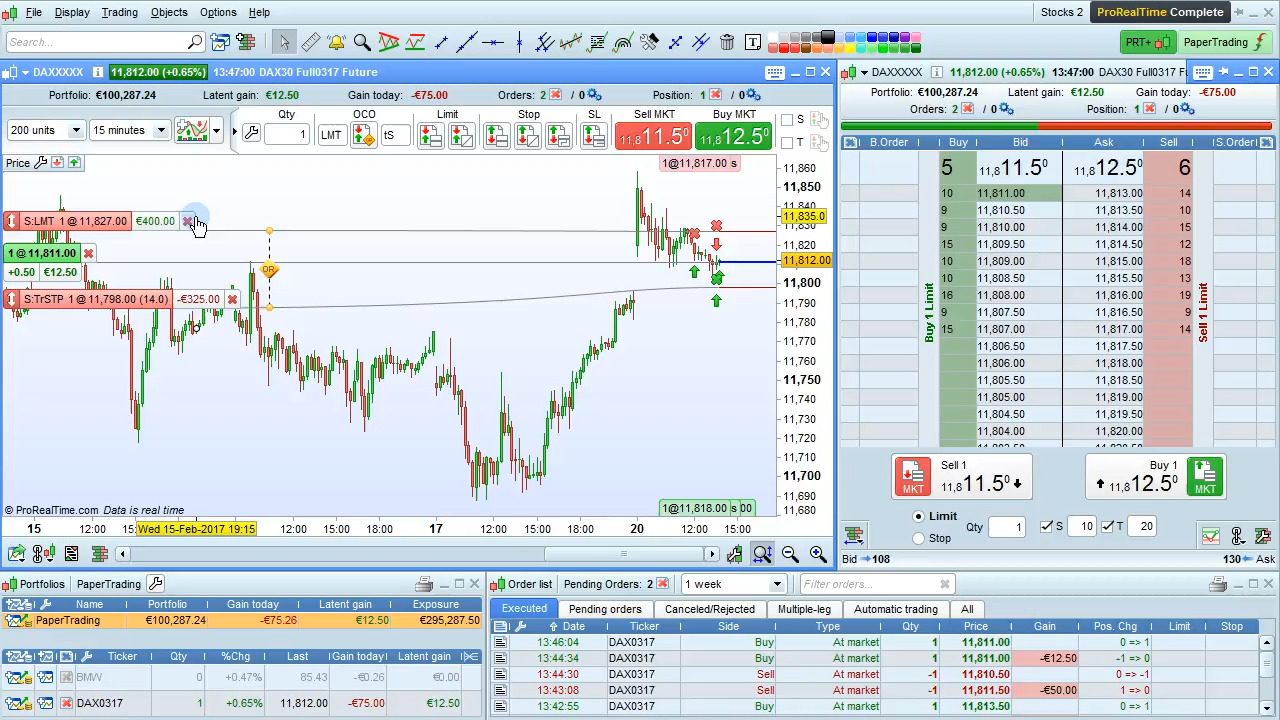 File Display Trading Objects Options Help Stocks 2 ProRealTime Complete
Search... PRT+ PaperTrading
DAXXXXX 11,812.00 (+0.65%) 13:47:00 DAX30 Full0317 Future
Portfolio: €100,287.24 Latent gain: €12.50 Gain today: -€75.00 Orders: 2 / 0 Position: 1 / 0
200 units 15 minutes Qty 1 OCO LMT tS Limit Stop SL Sell MKT 11,811.50 Buy MKT 11,812.50 S T
Price
1@11,817.00 s
11,860
11,850
11,840
11,835.0
11,830
11,820
11,812.00
11,800
11,790
11,780
11,770
11,760
11,750
11,740
11,730
11,720
11,710
11,700
11,690
11,680
S:LMT 1 @ 11,827.00 €400.00
1 @ 11,811.00
+0.50 €12.50
OR
S:TrSTP 1 @ 11,798.00 (14.0) -€325.00
1@11,818.00 s 00
© ProRealTime.com Data is real time
15 12:00 Wed 15-Feb-2017 19:15 12:00 15:00 18:00 17 12:00 15:00 18:00 20 12:00 15:00
DAXXXXX 11,812.00 (+0.65%) 13:47:00 DAX30 Full0317 F
Portfolio: €100,287.24 Latent gain: €12.50 Gain today: -€75.00
Orders: 2 / 0 Position: 1 / 0
B.Order Buy Bid Ask Sell S.Order
5 11,811.50 11,812.50 6
10 11,811.00 11,813.00 14
9 11,810.50 11,813.50 10
9 11,810.00 11,814.00 15
15 11,809.50 11,814.50 12
10 11,809.00 11,815.00 18
10 11,808.50 11,815.50 13
16 11,808.00 11,816.00 19
9 11,807.50 11,816.50 9
15 11,807.00 11,817.00 14
11,806.50 11,817.50
11,806.00 11,818.00
11,805.50 11,818.50
11,805.00 11,819.00
11,804.50 11,819.50
11,804.00 11,820.00
Buy 1 Limit
Sell 1 Limit
MKT Sell 1 11,811.50
Buy 1 11,812.50 MKT
Limit
Stop
Qty 1 S 10 T 20
Bid 108 130 Ask
Portfolios PaperTrading
Name Portfolio Gain today Latent gain Exposure
PaperTrading €100,287.24 -€75.26 €12.50 €295,287.50
Ticker Qty %Chg Last Gain today Latent gain
BMW 0 +0.47% 85.43 -€0.26 €0.00
DAX0317 1 +0.65% 11,812.00 -€75.00 €12.50
Order list Pending Orders: 2 1 week Filter orders...
Executed Pending orders Canceled/Rejected Multiple-leg Automatic trading All
Date Ticker Side Type Qty Price Gain Pos. Chg Limit Stop
13:46:04 DAX0317 Buy At market 1 11,811.00 0 => 1
13:44:34 DAX0317 Buy At market 1 11,811.00 -€12.50 -1 => 0
13:44:30 DAX0317 Sell At market -1 11,810.50 0 => -1
13:43:08 DAX0317 Sell At market -1 11,811.50 -€50.00 1 => 0
13:42:55 DAX0317 Buy At market 1 11,813.50 0 => 1